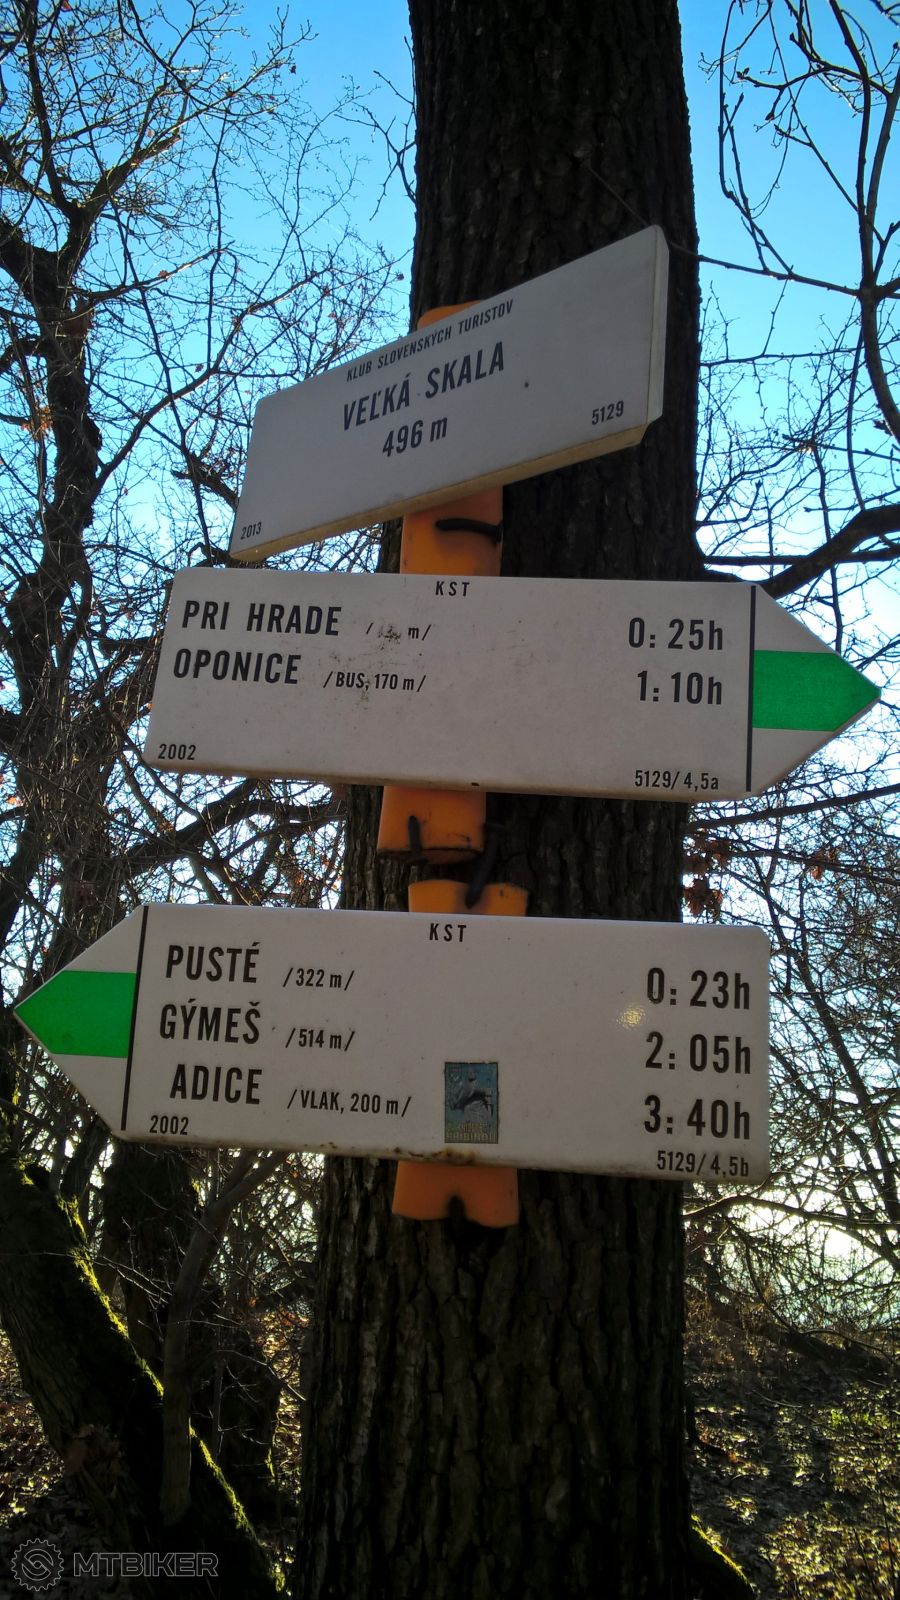 KLUB SLOVENSKÝCH TURISTOV
VEĽKÁ SKALA
496 m
5129
2013
KST
PRI HRADE / m/ 0:25h
OPONICE /BUS, 170 m/ 1:10h
2002
5129/4,5a
KST
PUSTÉ /322 m/ 0:23h
GÝMEŠ /514 m/ 2:05h
ADICE /VLAK, 200 m/ 3:40h
2002
PRIBINU
5129/4,5b
MTBIKER